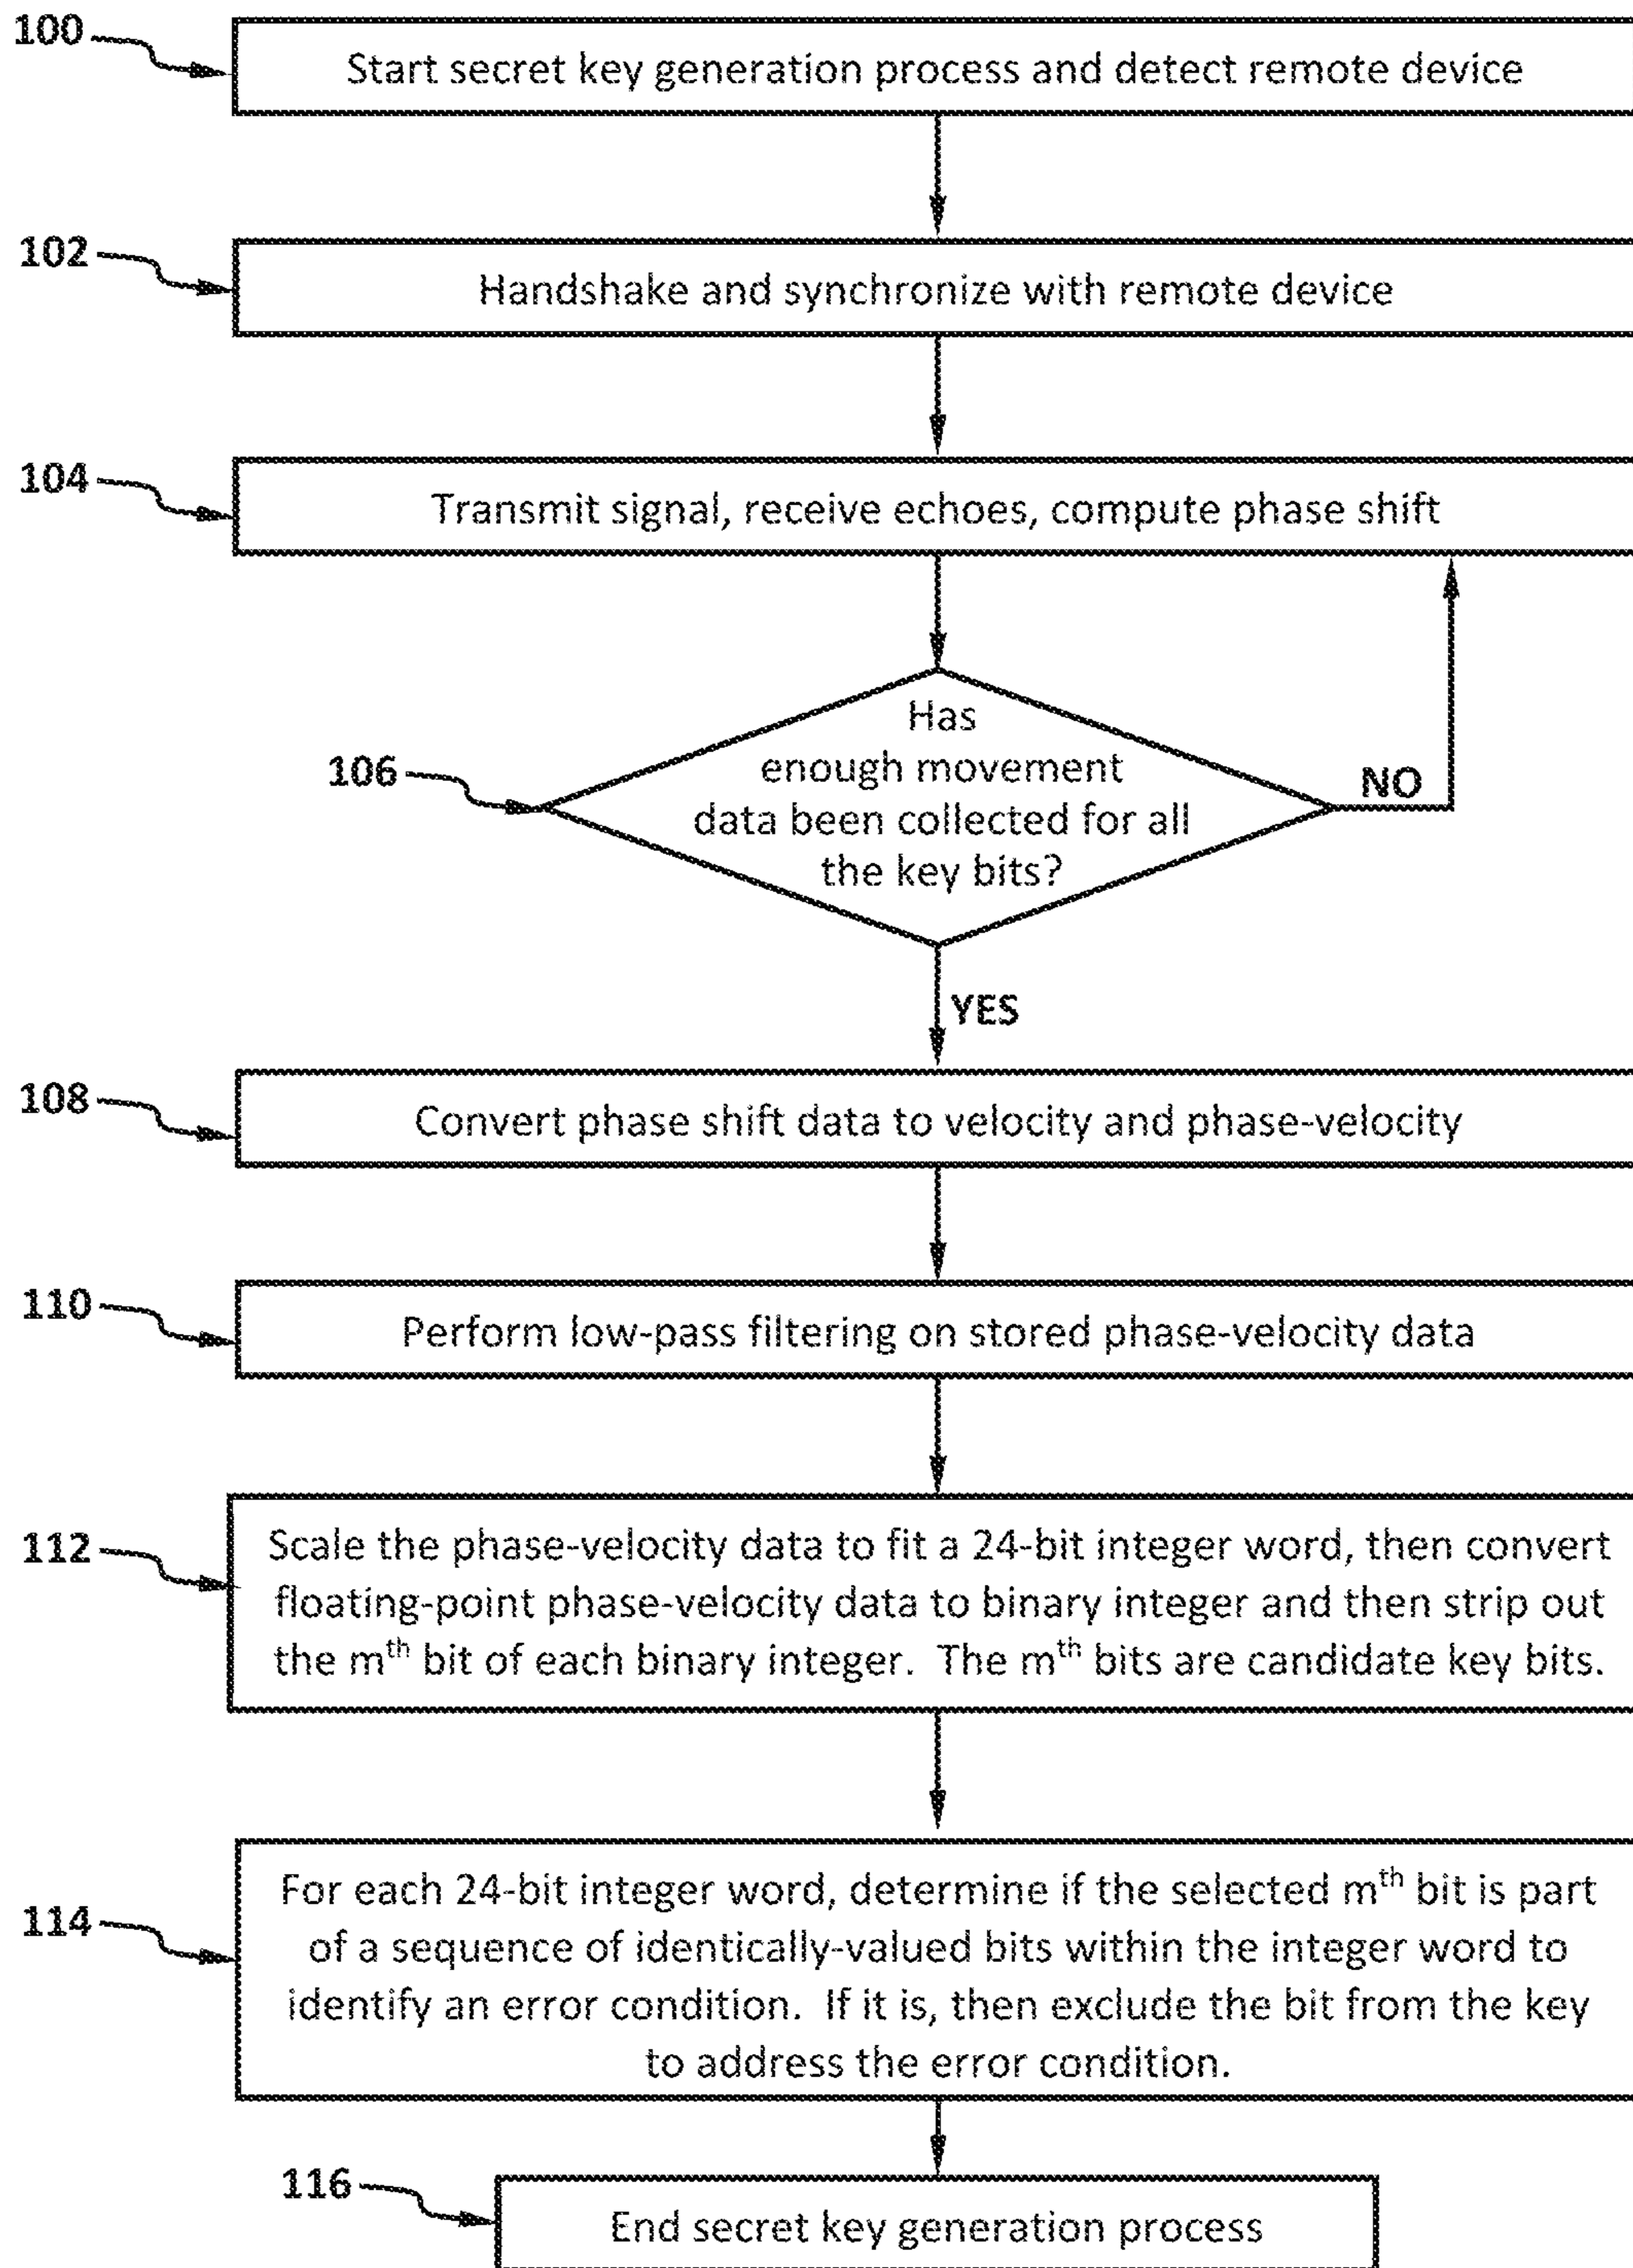 100
Start secret key generation process and detect remote device
102
Handshake and synchronize with remote device
104
Transmit signal, receive echoes, compute phase shift
Has
enough movement
106
NO
data been collected for all
the key bits?
YES
108
Convert phase shift data to velocity and phase-velocity
110
Perform low-pass filtering on stored phase-velocity data
112
Scale the phase-velocity data to fit a 24-bit integer word, then convert
floating-point phase-velocity data to binary integer and then strip out
the mth bit of each binary integer.  The mth bits are candidate key bits.
114
For each 24-bit integer word, determine if the selected mth bit is part
of a sequence of identically-valued bits within the integer word to
identify an error condition.  If it is, then exclude the bit from the key
to address the error condition.
116
End secret key generation process